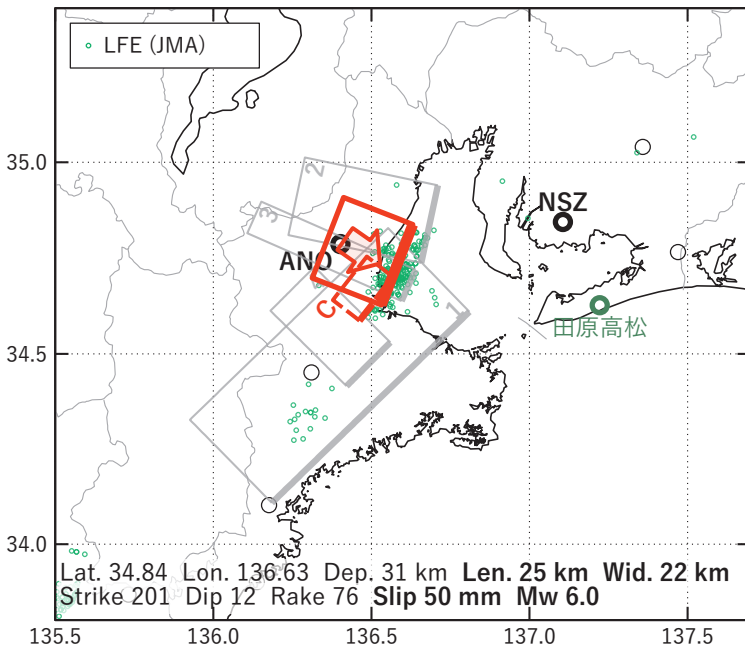 LFE (JMA)
35.0
2
3
NSZ
ANO
5
1
田原高松
34.5
34.0
Lat. 34.84 Lon. 136.63 Dep. 31 km Len. 25 km Wid. 22 km
Strike 201 Dip 12 Rake 76 Slip 50 mm Mw 6.0
135.5 136.0 136.5 137.0 137.5